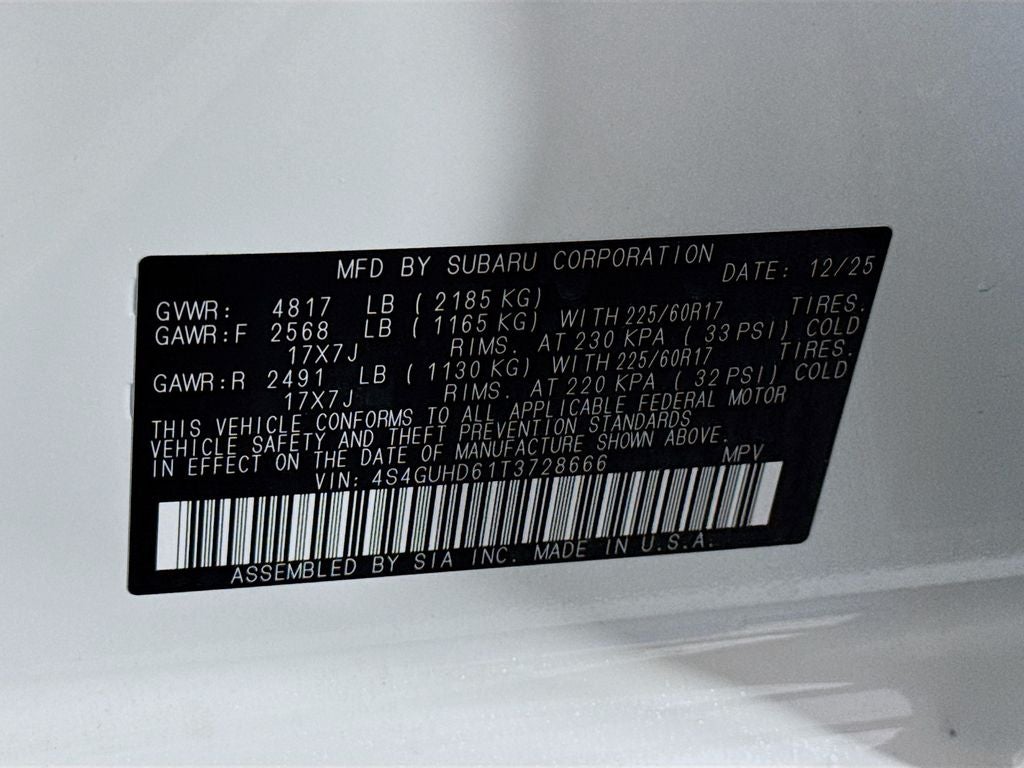 MFD BY SUBARU CORPORATION DATE: 12/25
GVWR: 4817 LB (2185 KG)
GAWR:F 2568 LB (1165 KG) WITH 225/60R17 TIRES.
17X7J RIMS. AT 230 KPA (33 PSI) COLD
GAWR:R 2491 LB (1130 KG) WITH 225/60R17 TIRES.
17X7J RIMS. AT 220 KPA (32 PSI) COLD
THIS VEHICLE CONFORMS TO ALL APPLICABLE FEDERAL MOTOR
VEHICLE SAFETY AND THEFT PREVENTION STANDARDS
IN EFFECT ON THE DATE OF MANUFACTURE SHOWN ABOVE.
VIN: 4S4GUHD61T3728666 MPV
ASSEMBLED BY SIA INC. MADE IN U.S.A.